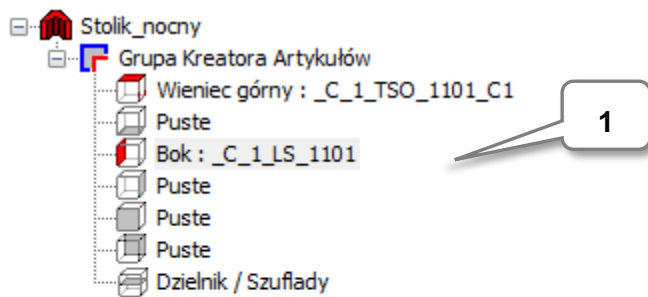 Stolik_nocny
Grupa Kreatora Artykułów
Wieniec górny : _C_1_TSO_1101_C1
Puste
Bok : _C_1_LS_1101
Puste
Puste
Puste
Dzielnik / Szuflady
1